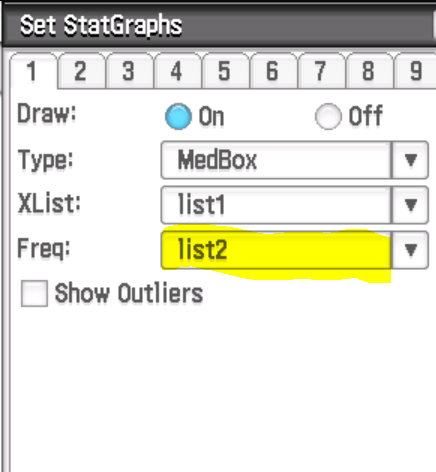 Set StatGraphs
1 2 3 4 5 6 7 8 9
Draw: On Off
Type: MedBox ▼
XList: list1 ▼
Freq: list2 ▼
Show Outliers